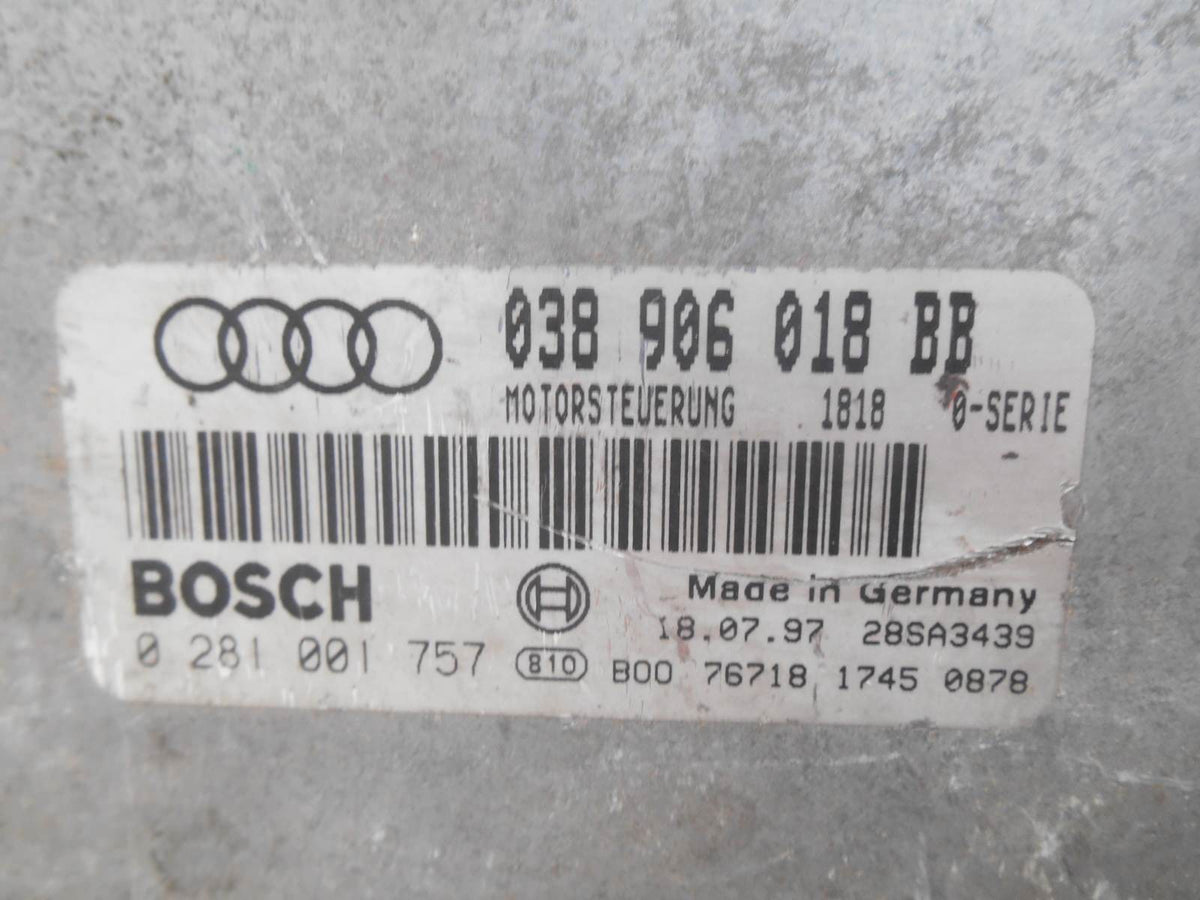 038 906 018 BB
MOTORSTEUERUNG 1818 0-SERIE
BOSCH
Made in Germany
18.07.97 28SA3439
0 281 001 757 810 B00 76718 1745 0878